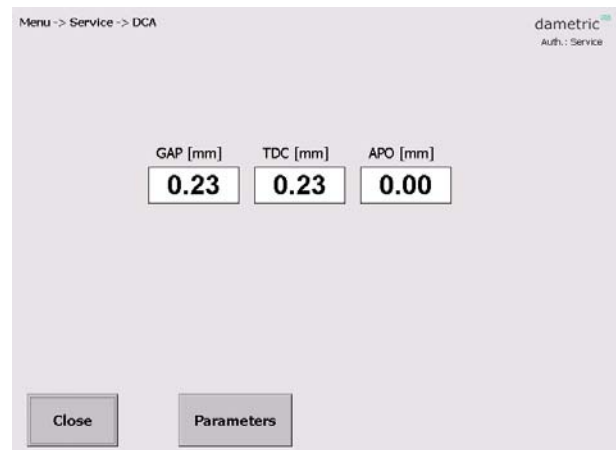 Menu -> Service -> DCA
dametric
Auth.: Service
GAP [mm] TDC [mm] APO [mm]
0.23 0.23 0.00
Close Parameters